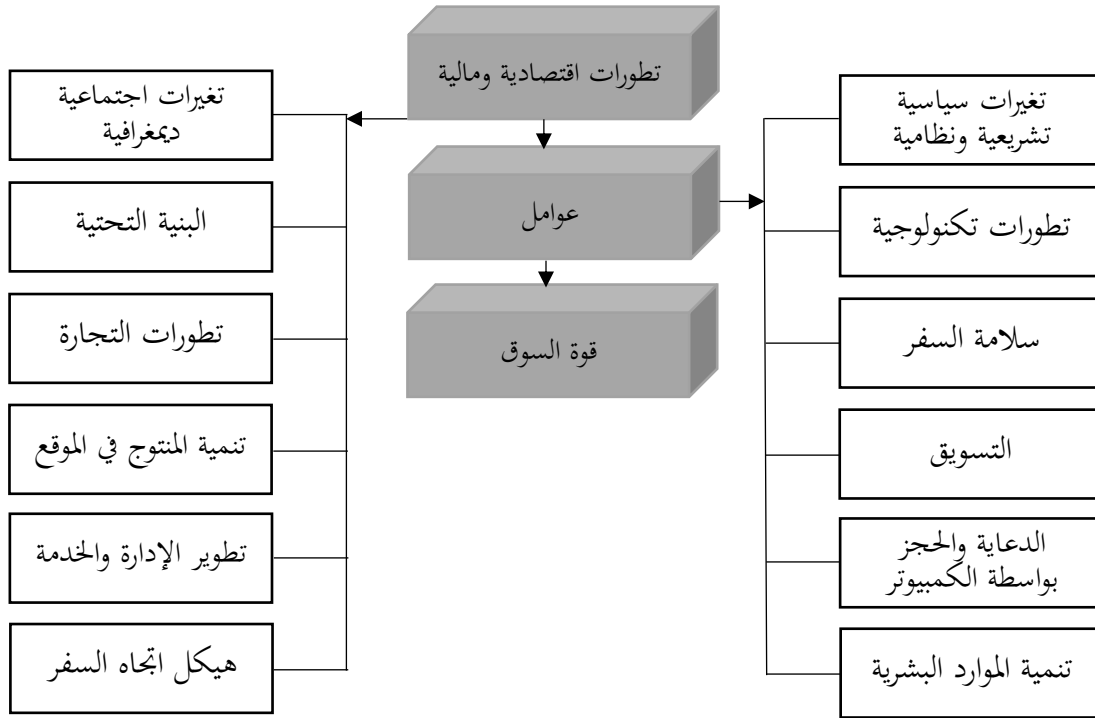 تطورات اقتصادية ومالية
عوامل
قوة السوق
تغيرات سياسية
تشريعية ونظامية
تطورات تكنولوجية
سلامة السفر
التسويق
الدعاية والحجز
بواسطة الكمبيوتر
تنمية الموارد البشرية
تغيرات اجتماعية
ديمغرافية
البنية التحتية
تطورات التجارة
تنمية المنتوج في الموقع
تطوير الإدارة والخدمة
هيكل اتجاه السفر